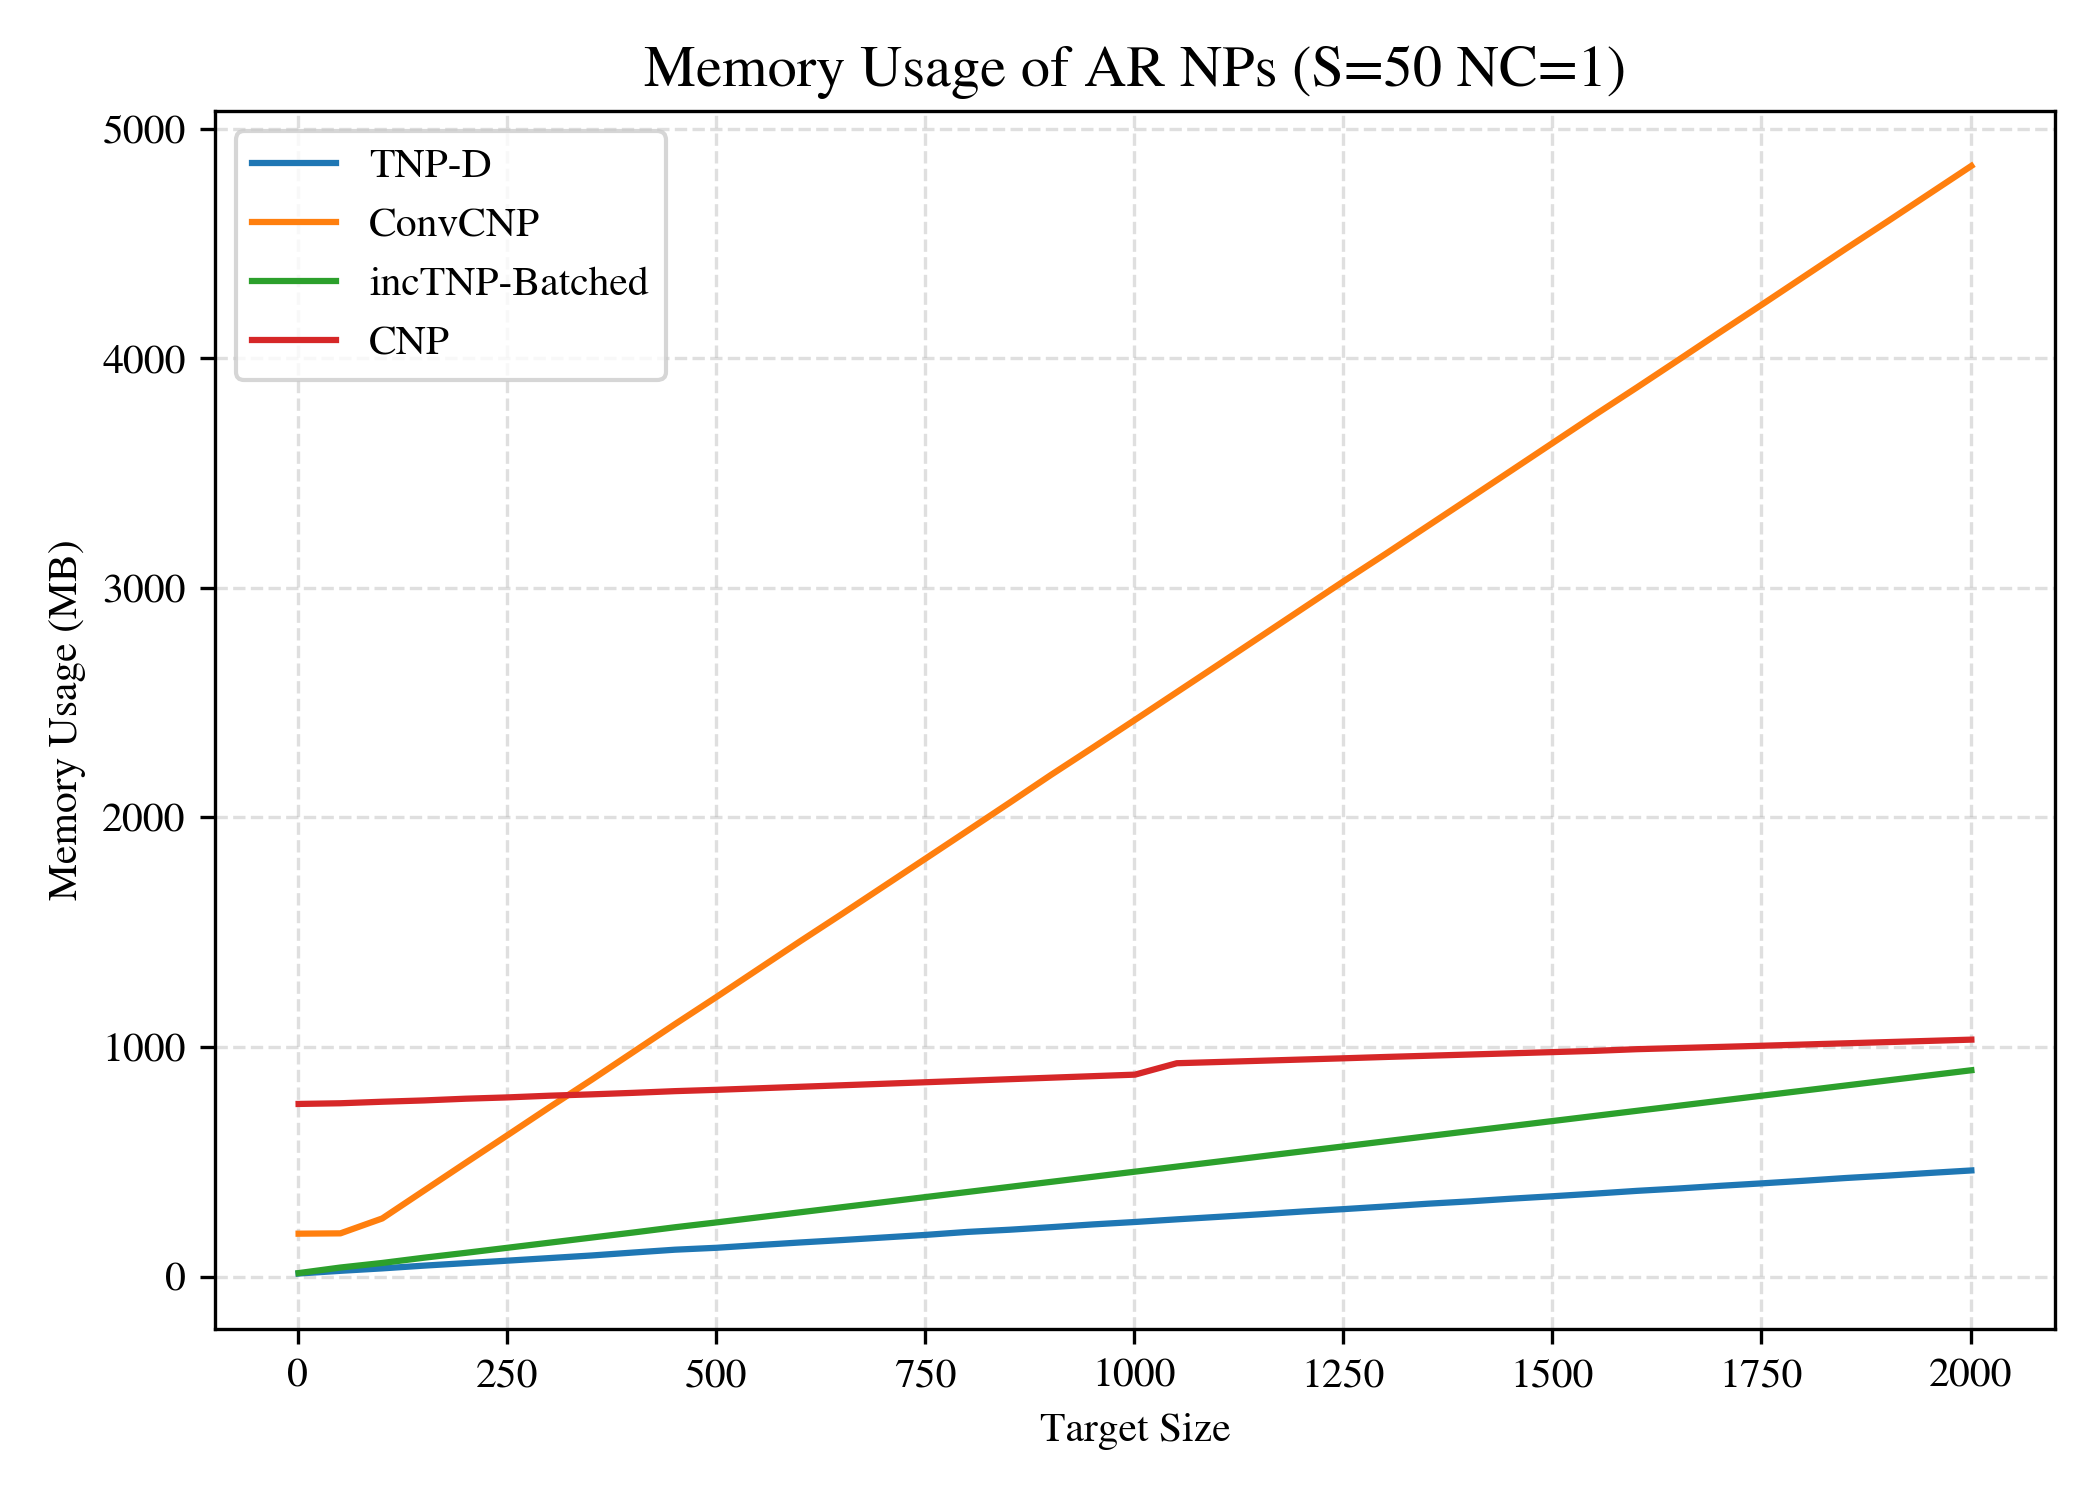 Memory Usage of AR NPs (S=50 NC=1)
5000
4000
3000
2000
1000
0
Memory Usage (MB)
TNP-D
ConvCNP
incTNP-Batched
CNP
0 250 500 750 1000 1250 1500 1750 2000
Target Size